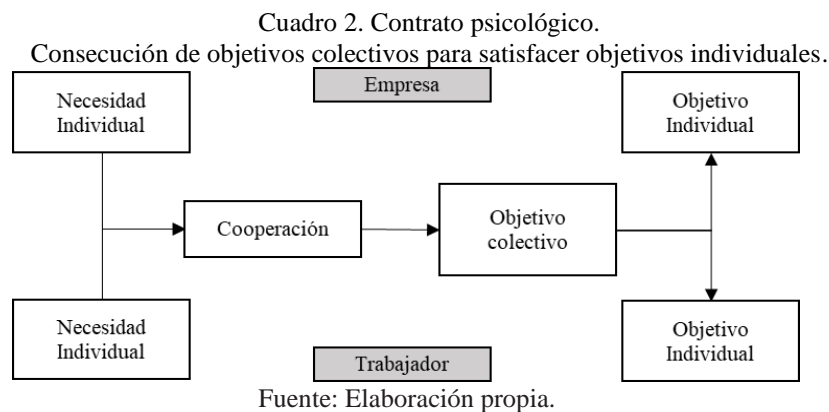 Cuadro 2. Contrato psicológico.
Consecución de objetivos colectivos para satisfacer objetivos individuales.
Necesidad
Individual
Empresa
Objetivo
Individual
Cooperación
Objetivo
colectivo
Necesidad
Individual
Trabajador
Objetivo
Individual
Fuente: Elaboración propia.